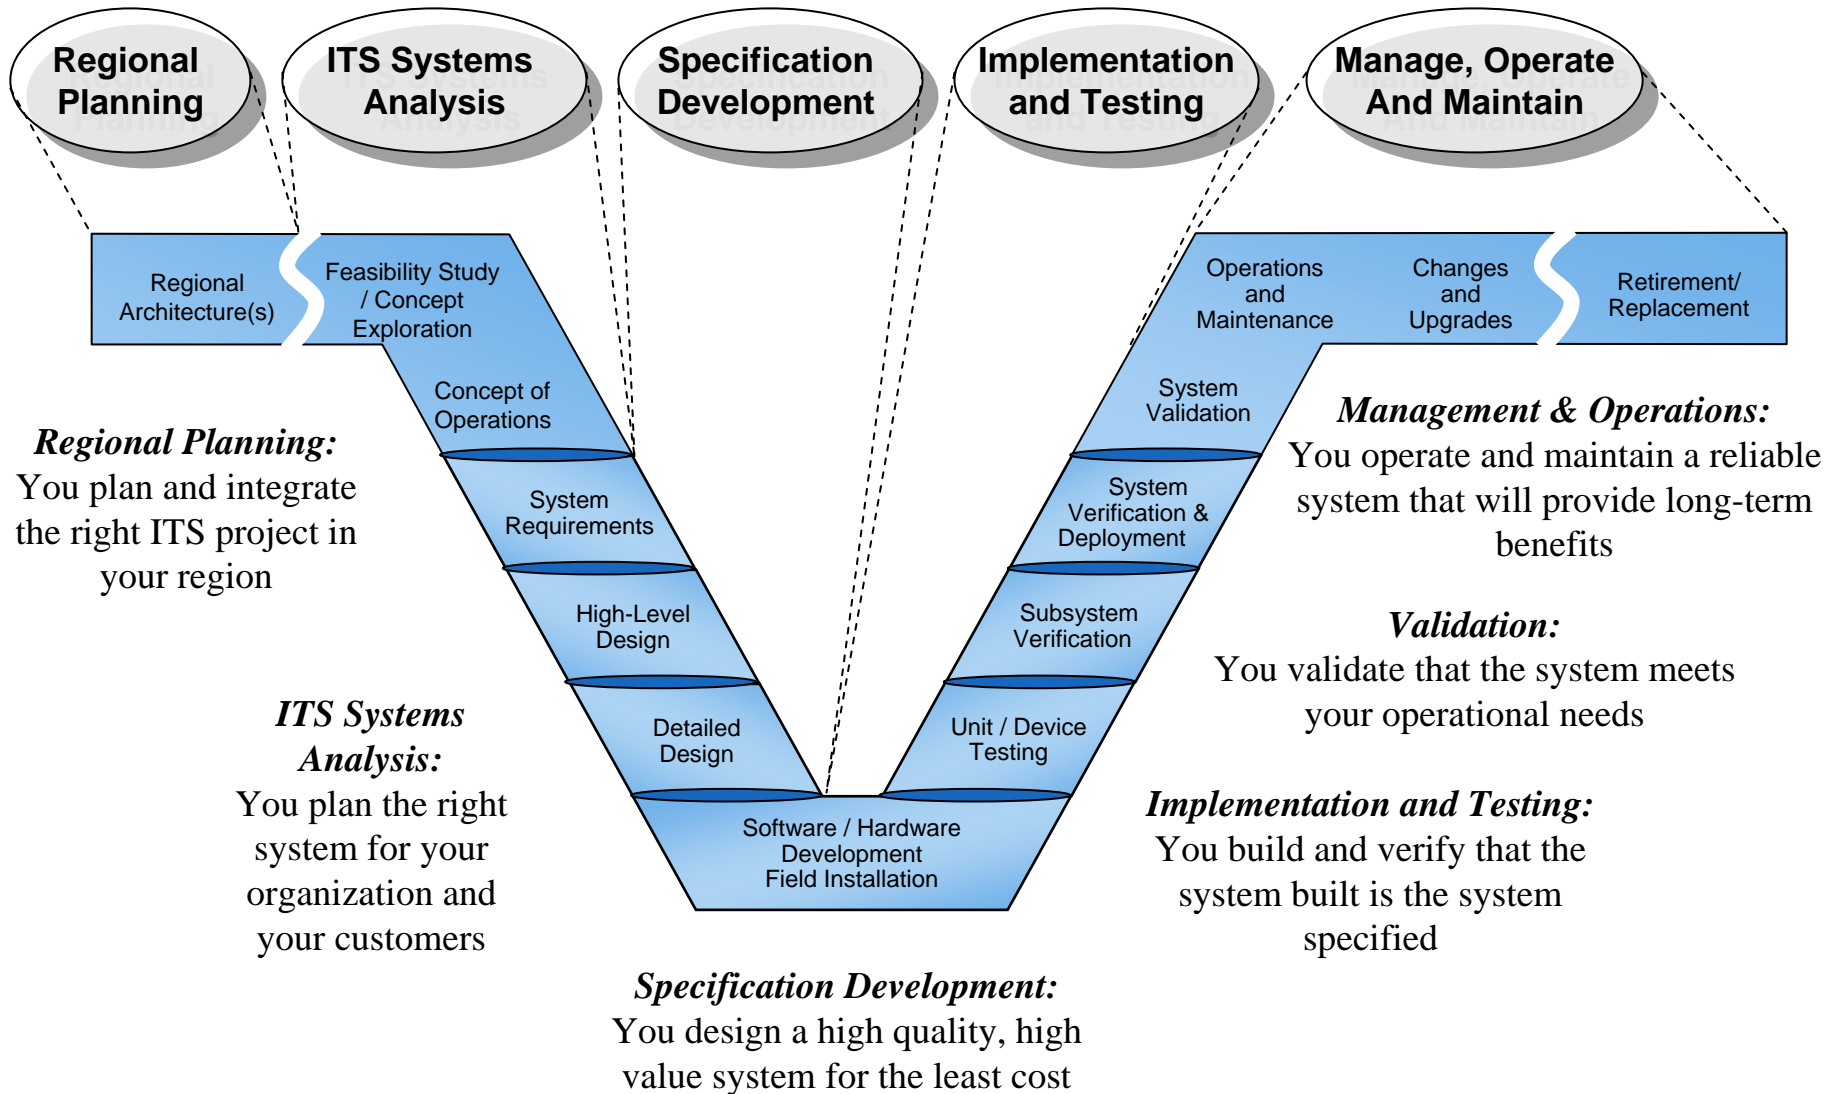 Regional
Planning
ITS Systems
Analysis
Specification
Development
Implementation
and Testing
Manage, Operate
And Maintain
Regional
Architecture(s)
Feasibility Study
/ Concept
Exploration
Concept of
Operations
System
Requirements
High-Level
Design
Detailed
Design
Software / Hardware
Development
Field Installation
Unit / Device
Testing
Subsystem
Verification
System
Verification &
Deployment
System
Validation
Operations
and
Maintenance
Changes
and
Upgrades
Retirement/
Replacement
Regional Planning:
You plan and integrate
the right ITS project in
your region
ITS Systems
Analysis:
You plan the right
system for your
organization and
your customers
Specification Development:
You design a high quality, high
value system for the least cost
Implementation and Testing:
You build and verify that the
system built is the system
specified
Validation:
You validate that the system meets
your operational needs
Management & Operations:
You operate and maintain a reliable
system that will provide long-term
benefits